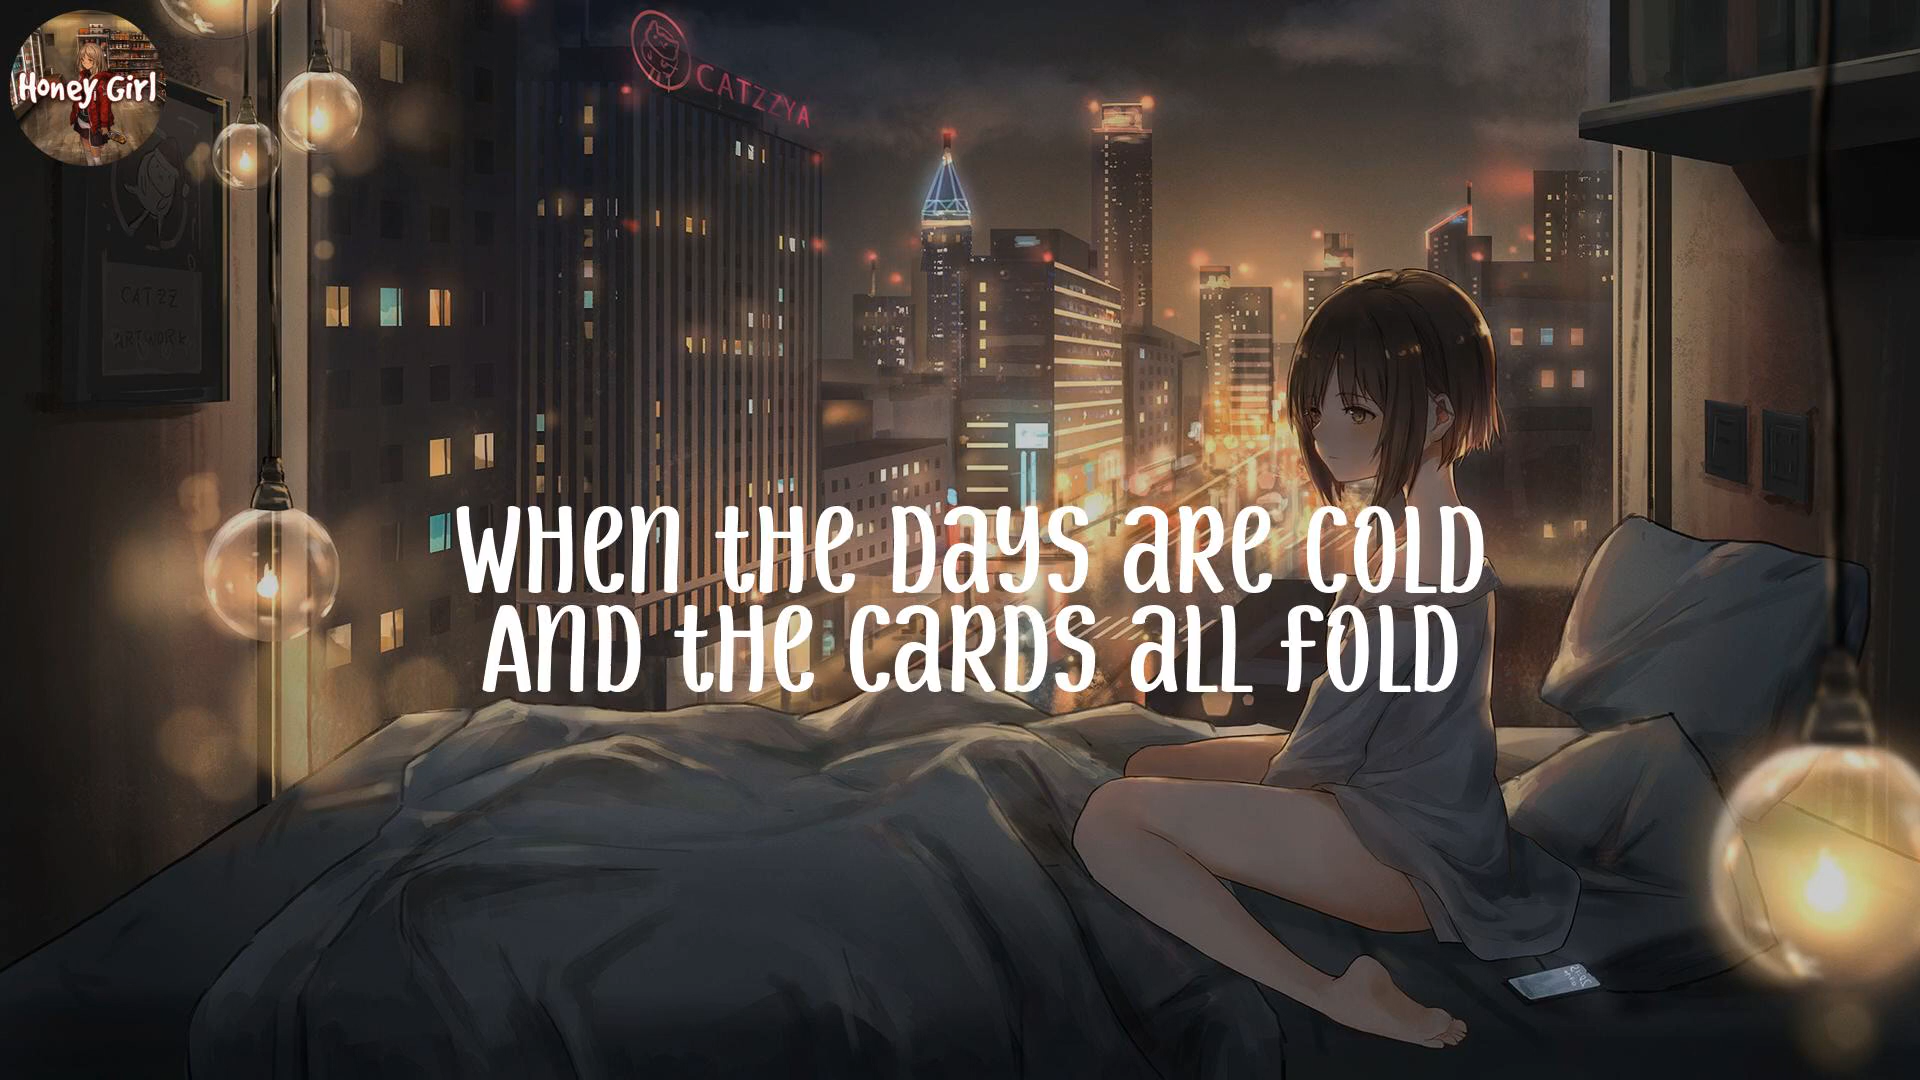 Honey Girl
CATZZYA
CATZZ
ARTWORK
WHen tHe Days aRe COLD
AnD tHe CaRDS aLL fOLD